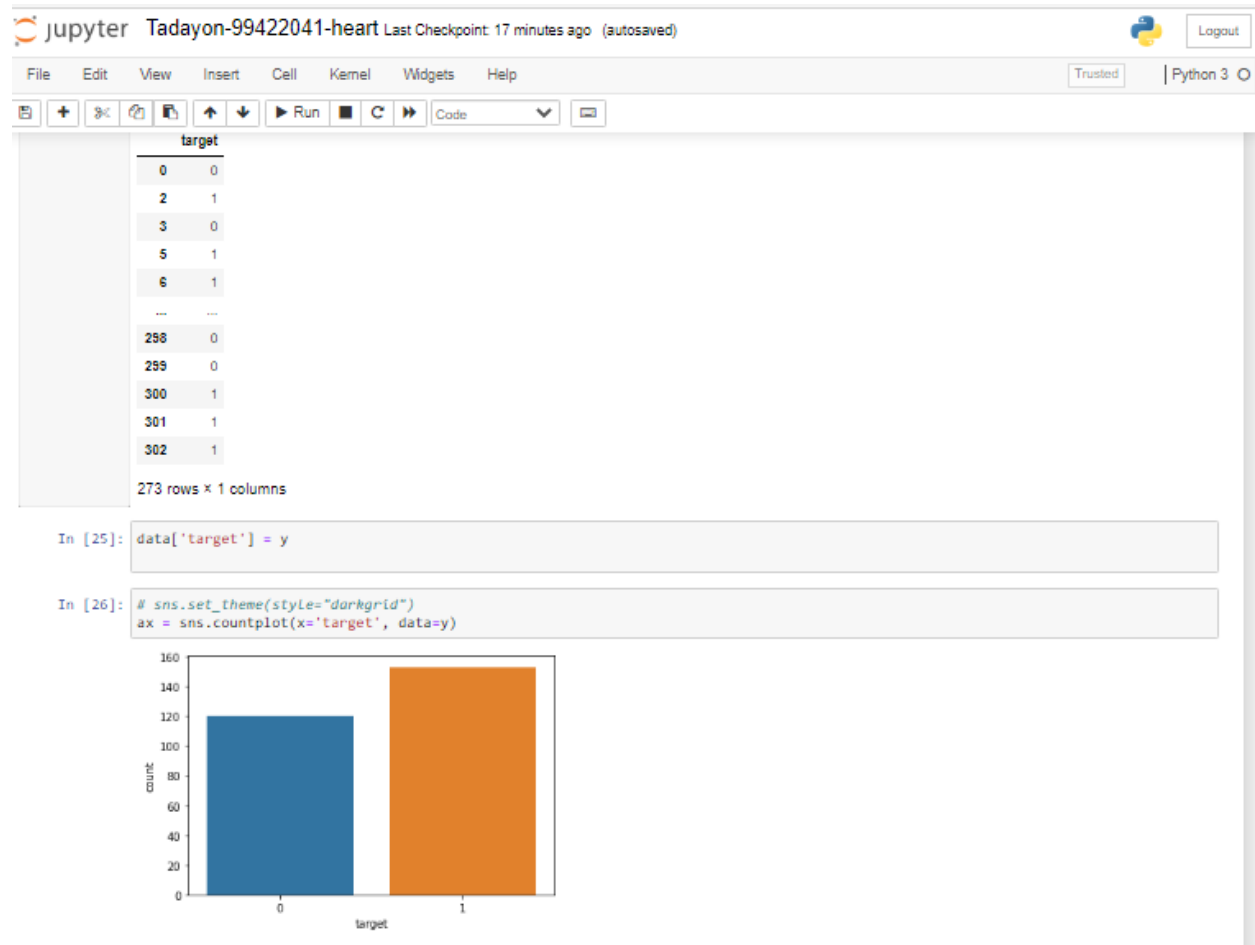 jupyter Tadayon-99422041-heart Last Checkpoint: 17 minutes ago (autosaved) Logout
File Edit View Insert Cell Kernel Widgets Help Trusted Python 3
Run Code
target
0 0
2 1
3 0
5 1
6 1
... ...
298 0
299 0
300 1
301 1
302 1
273 rows × 1 columns
In [25]: data['target'] = y
In [26]: # sns.set_theme(style="darkgrid")
ax = sns.countplot(x='target', data=y)
160
140
120
100
80
60
40
20
0
count
0 1
target